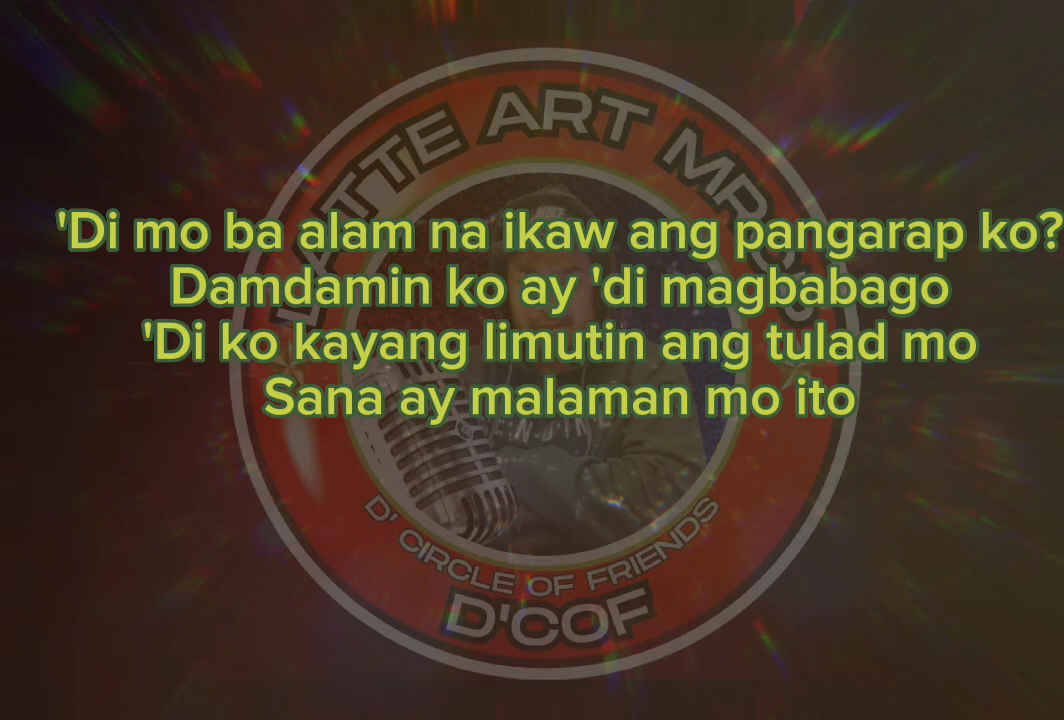 LATTE ART MR
'Di mo ba alam na ikaw ang pangarap ko?
Damdamin ko ay 'di magbabago
'Di ko kayang limutin ang tulad mo
Sana ay malaman mo ito
D' CIRCLE OF FRIENDS
D'COF